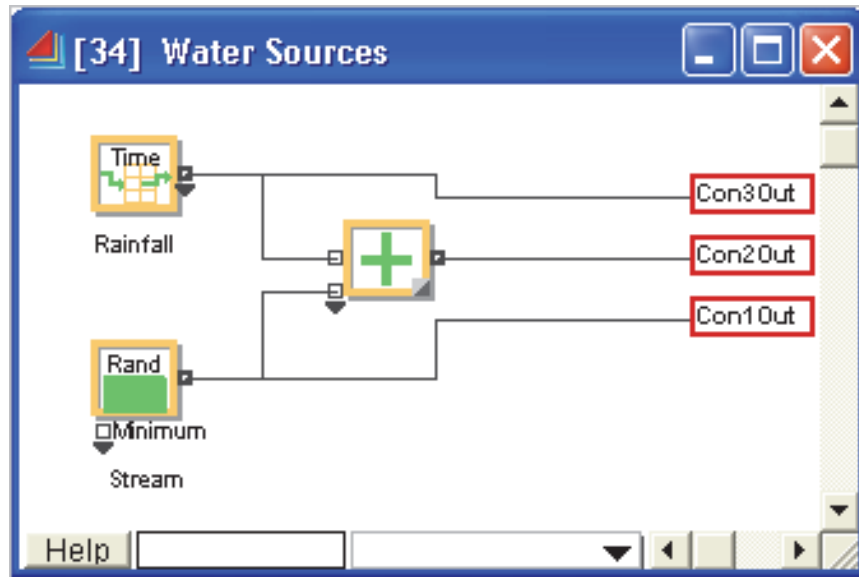 [34] Water Sources
Time
Rainfall
Con3Out
Con2Out
Con1Out
Rand
Minimum
Stream
Help